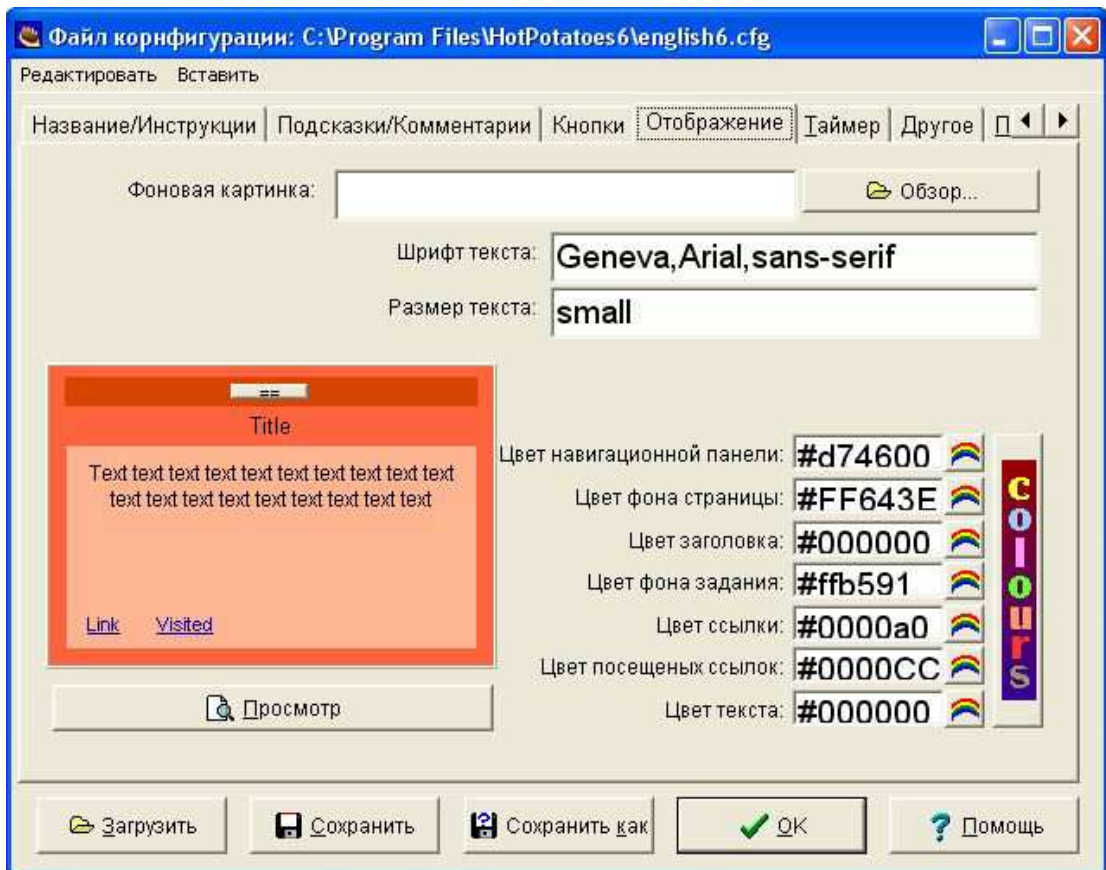 Файл корнфигурации: C:\Program Files\HotPotatoes6\english6.cfg
Редактировать Вставить
Название/Инструкции Подсказки/Комментарии Кнопки Отображение Таймер Другое П
Фоновая картинка: Обзор...
Шрифт текста: Geneva,Arial,sans-serif
Размер текста: small
==
Title
Text text text text text text text text text text
text text text text text text text text text
Link Visited
Просмотр
Цвет навигационной панели: #d74600
Цвет фона страницы: #FF643E
Цвет заголовка: #000000
Цвет фона задания: #ffb591
Цвет ссылки: #0000a0
Цвет посещеных ссылок: #0000CC
Цвет текста: #000000
Colours
Загрузить Сохранить Сохранить как OK Помощь